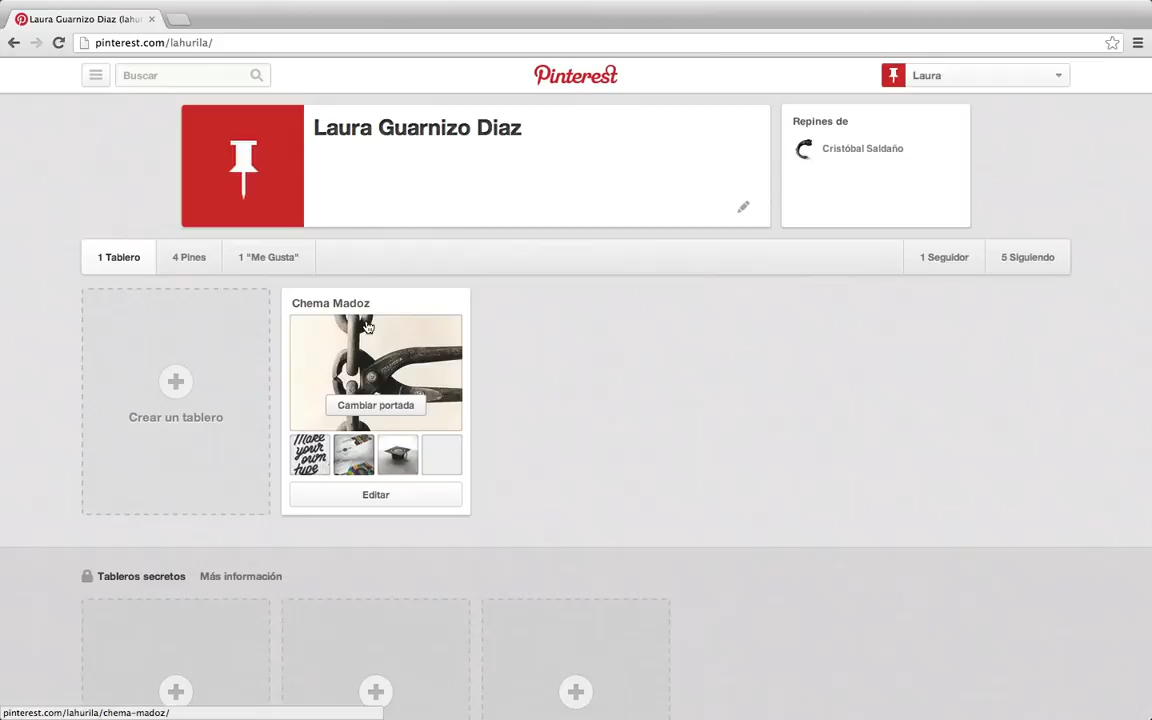 Laura Guarnizo Diaz (lahu
pinterest.com/lahurila/
Buscar
Pinterest
Laura
Laura Guarnizo Diaz
Repines de
Cristóbal Saldaño
1 Tablero
4 Pines
1 "Me Gusta"
1 Seguidor
5 Siguiendo
Crear un tablero
Chema Madoz
Cambiar portada
Make
your
own
type
Editar
Tableros secretos
Más información
pinterest.com/lahurila/chema-madoz/